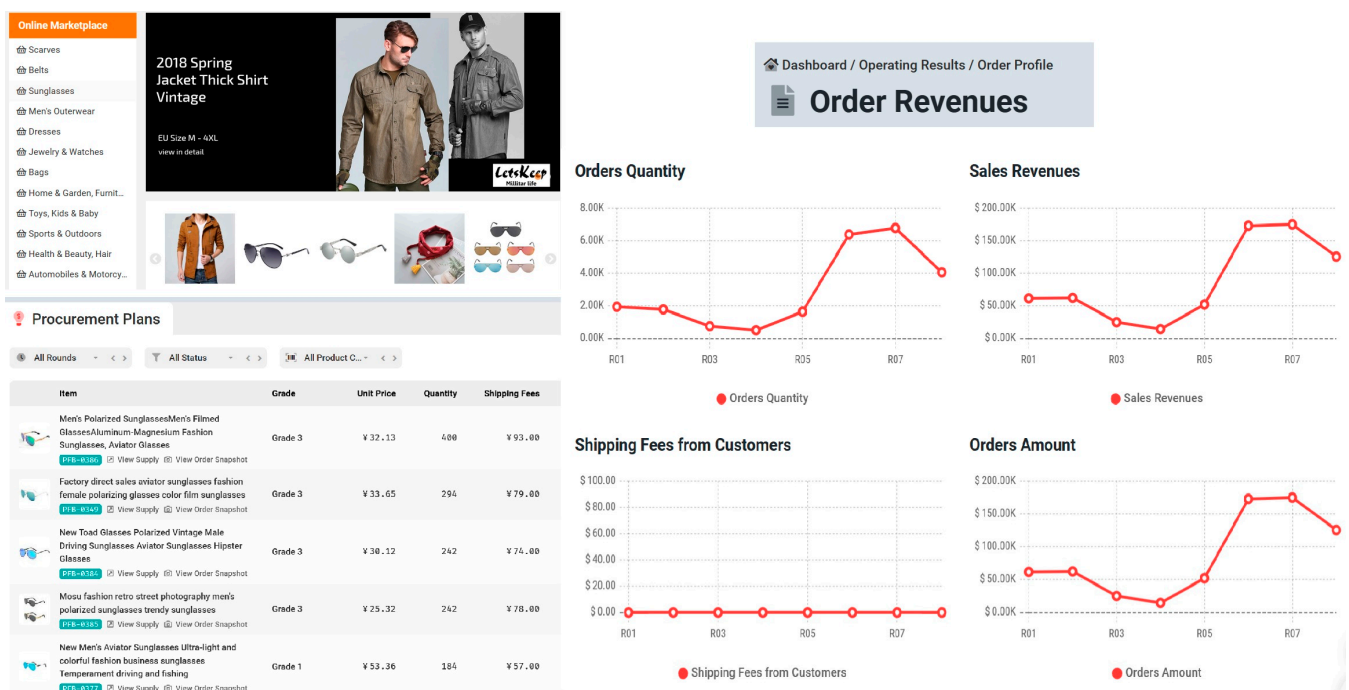 Online Marketplace
Scarves
Belts
Sunglasses
Men's Outerwear
Dresses
Jewelry & Watches
Bags
Home & Garden, Furnit...
Toys, Kids & Baby
Sports & Outdoors
Health & Beauty, Hair
Automobiles & Motorcy...
2018 Spring
Jacket Thick Shirt
Vintage
EU Size M - 4XL
view in detail
LetsKeep
Millitar life
Procurement Plans
All Rounds
All Status
All Product C...
Item Grade Unit Price Quantity Shipping Fees
Men's Polarized SunglassesMen's Filmed
GlassesAluminum-Magnesium Fashion
Sunglasses, Aviator Glasses
Grade 3 ¥32.13 400 ¥93.00
PFB-0386 View Supply View Order Snapshot
Factory direct sales aviator sunglasses fashion
female polarizing glasses color film sunglasses
Grade 3 ¥33.65 294 ¥79.00
PFB-0349 View Supply View Order Snapshot
New Toad Glasses Polarized Vintage Male
Driving Sunglasses Aviator Sunglasses Hipster
Glasses
Grade 3 ¥30.12 242 ¥74.00
PFB-0384 View Supply View Order Snapshot
Mosu fashion retro street photography men's
polarized sunglasses trendy sunglasses
Grade 3 ¥25.32 242 ¥78.00
PFB-0385 View Supply View Order Snapshot
New Men's Aviator Sunglasses Ultra-light and
colorful fashion business sunglasses
Temperament driving and fishing
Grade 1 ¥53.36 184 ¥57.00
PFB-0377 View Supply View Order Snapshot
Dashboard / Operating Results / Order Profile
Order Revenues
Orders Quantity
8.00K
6.00K
4.00K
2.00K
0.00K
R01 R03 R05 R07
Orders Quantity
Sales Revenues
$ 200.00K
$ 150.00K
$ 100.00K
$ 50.00K
$ 0.00K
R01 R03 R05 R07
Sales Revenues
Shipping Fees from Customers
$ 100.00
$ 80.00
$ 60.00
$ 40.00
$ 20.00
$ 0.00
R01 R03 R05 R07
Shipping Fees from Customers
Orders Amount
$ 200.00K
$ 150.00K
$ 100.00K
$ 50.00K
$ 0.00K
R01 R03 R05 R07
Orders Amount